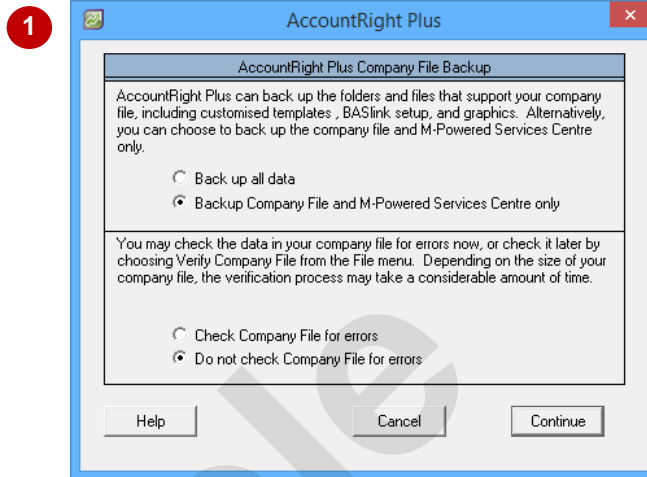 1
AccountRight Plus
×
AccountRight Plus Company File Backup
AccountRight Plus can back up the folders and files that support your company
file, including customised templates , BASlink setup, and graphics. Alternatively,
you can choose to back up the company file and M-Powered Services Centre
only.
Back up all data
Backup Company File and M-Powered Services Centre only
You may check the data in your company file for errors now, or check it later by
choosing Verify Company File from the File menu. Depending on the size of your
company file, the verification process may take a considerable amount of time.
Check Company File for errors
Do not check Company File for errors
Help
Cancel
Continue